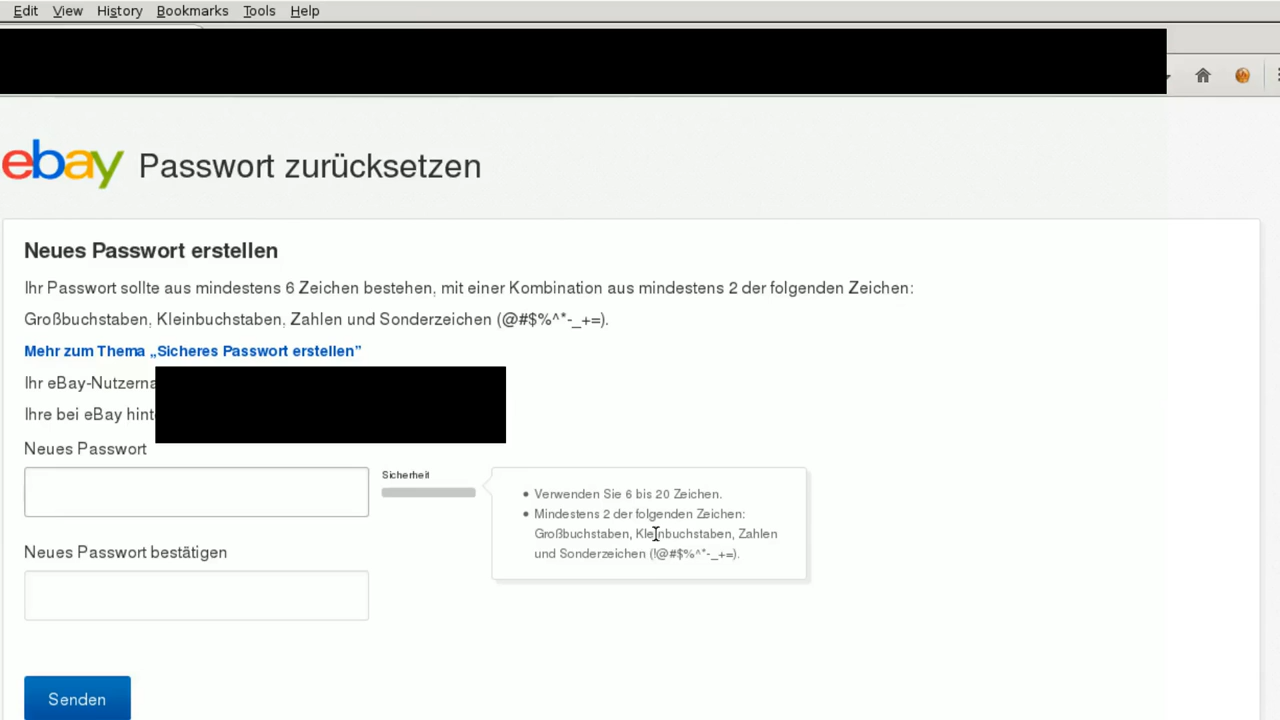 Edit View History Bookmarks Tools Help
ebay Passwort zurücksetzen
Neues Passwort erstellen
Ihr Passwort sollte aus mindestens 6 Zeichen bestehen, mit einer Kombination aus mindestens 2 der folgenden Zeichen:
Großbuchstaben, Kleinbuchstaben, Zahlen und Sonderzeichen (@#$%^*-_+=).
Mehr zum Thema „Sicheres Passwort erstellen”
Ihr
Ihre bei eBay
Neues Passwort
Sicherheit
Verwenden Sie 6 bis 20 Zeichen.
Mindestens 2 der folgenden Zeichen:
Großbuchstaben, Kleinbuchstaben, Zahlen
und Sonderzeichen (!@#$%^*-_+=).
Neues Passwort bestätigen
Senden